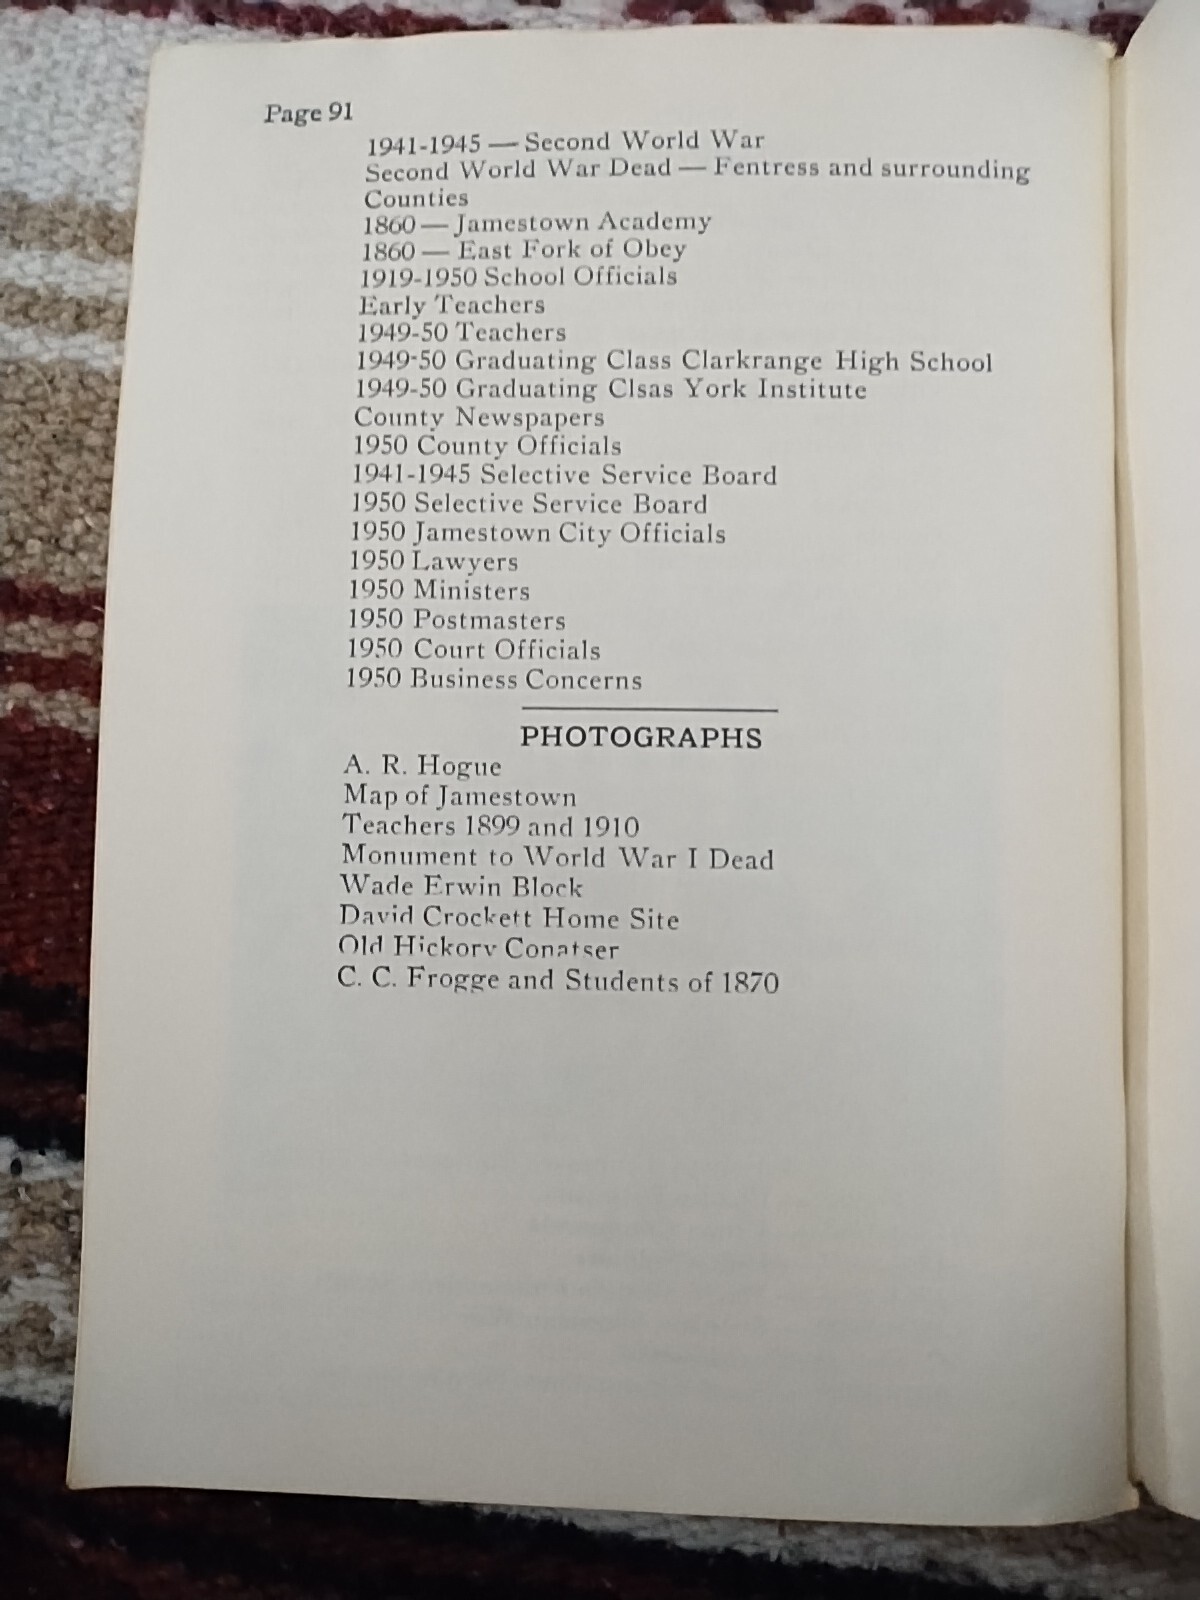 Page 91
1941-1945 — Second World War
Second World War Dead — Fentress and surrounding
Counties
1860 — Jamestown Academy
1860 — East Fork of Obey
1919-1950 School Officials
Early Teachers
1949-50 Teachers
1949-50 Graduating Class Clarkrange High School
1949-50 Graduating Clsas York Institute
County Newspapers
1950 County Officials
1941-1945 Selective Service Board
1950 Selective Service Board
1950 Jamestown City Officials
1950 Lawyers
1950 Ministers
1950 Postmasters
1950 Court Officials
1950 Business Concerns
PHOTOGRAPHS
A. R. Hogue
Map of Jamestown
Teachers 1899 and 1910
Monument to World War I Dead
Wade Erwin Block
David Crockett Home Site
Old Hickory Conatser
C. C. Frogge and Students of 1870